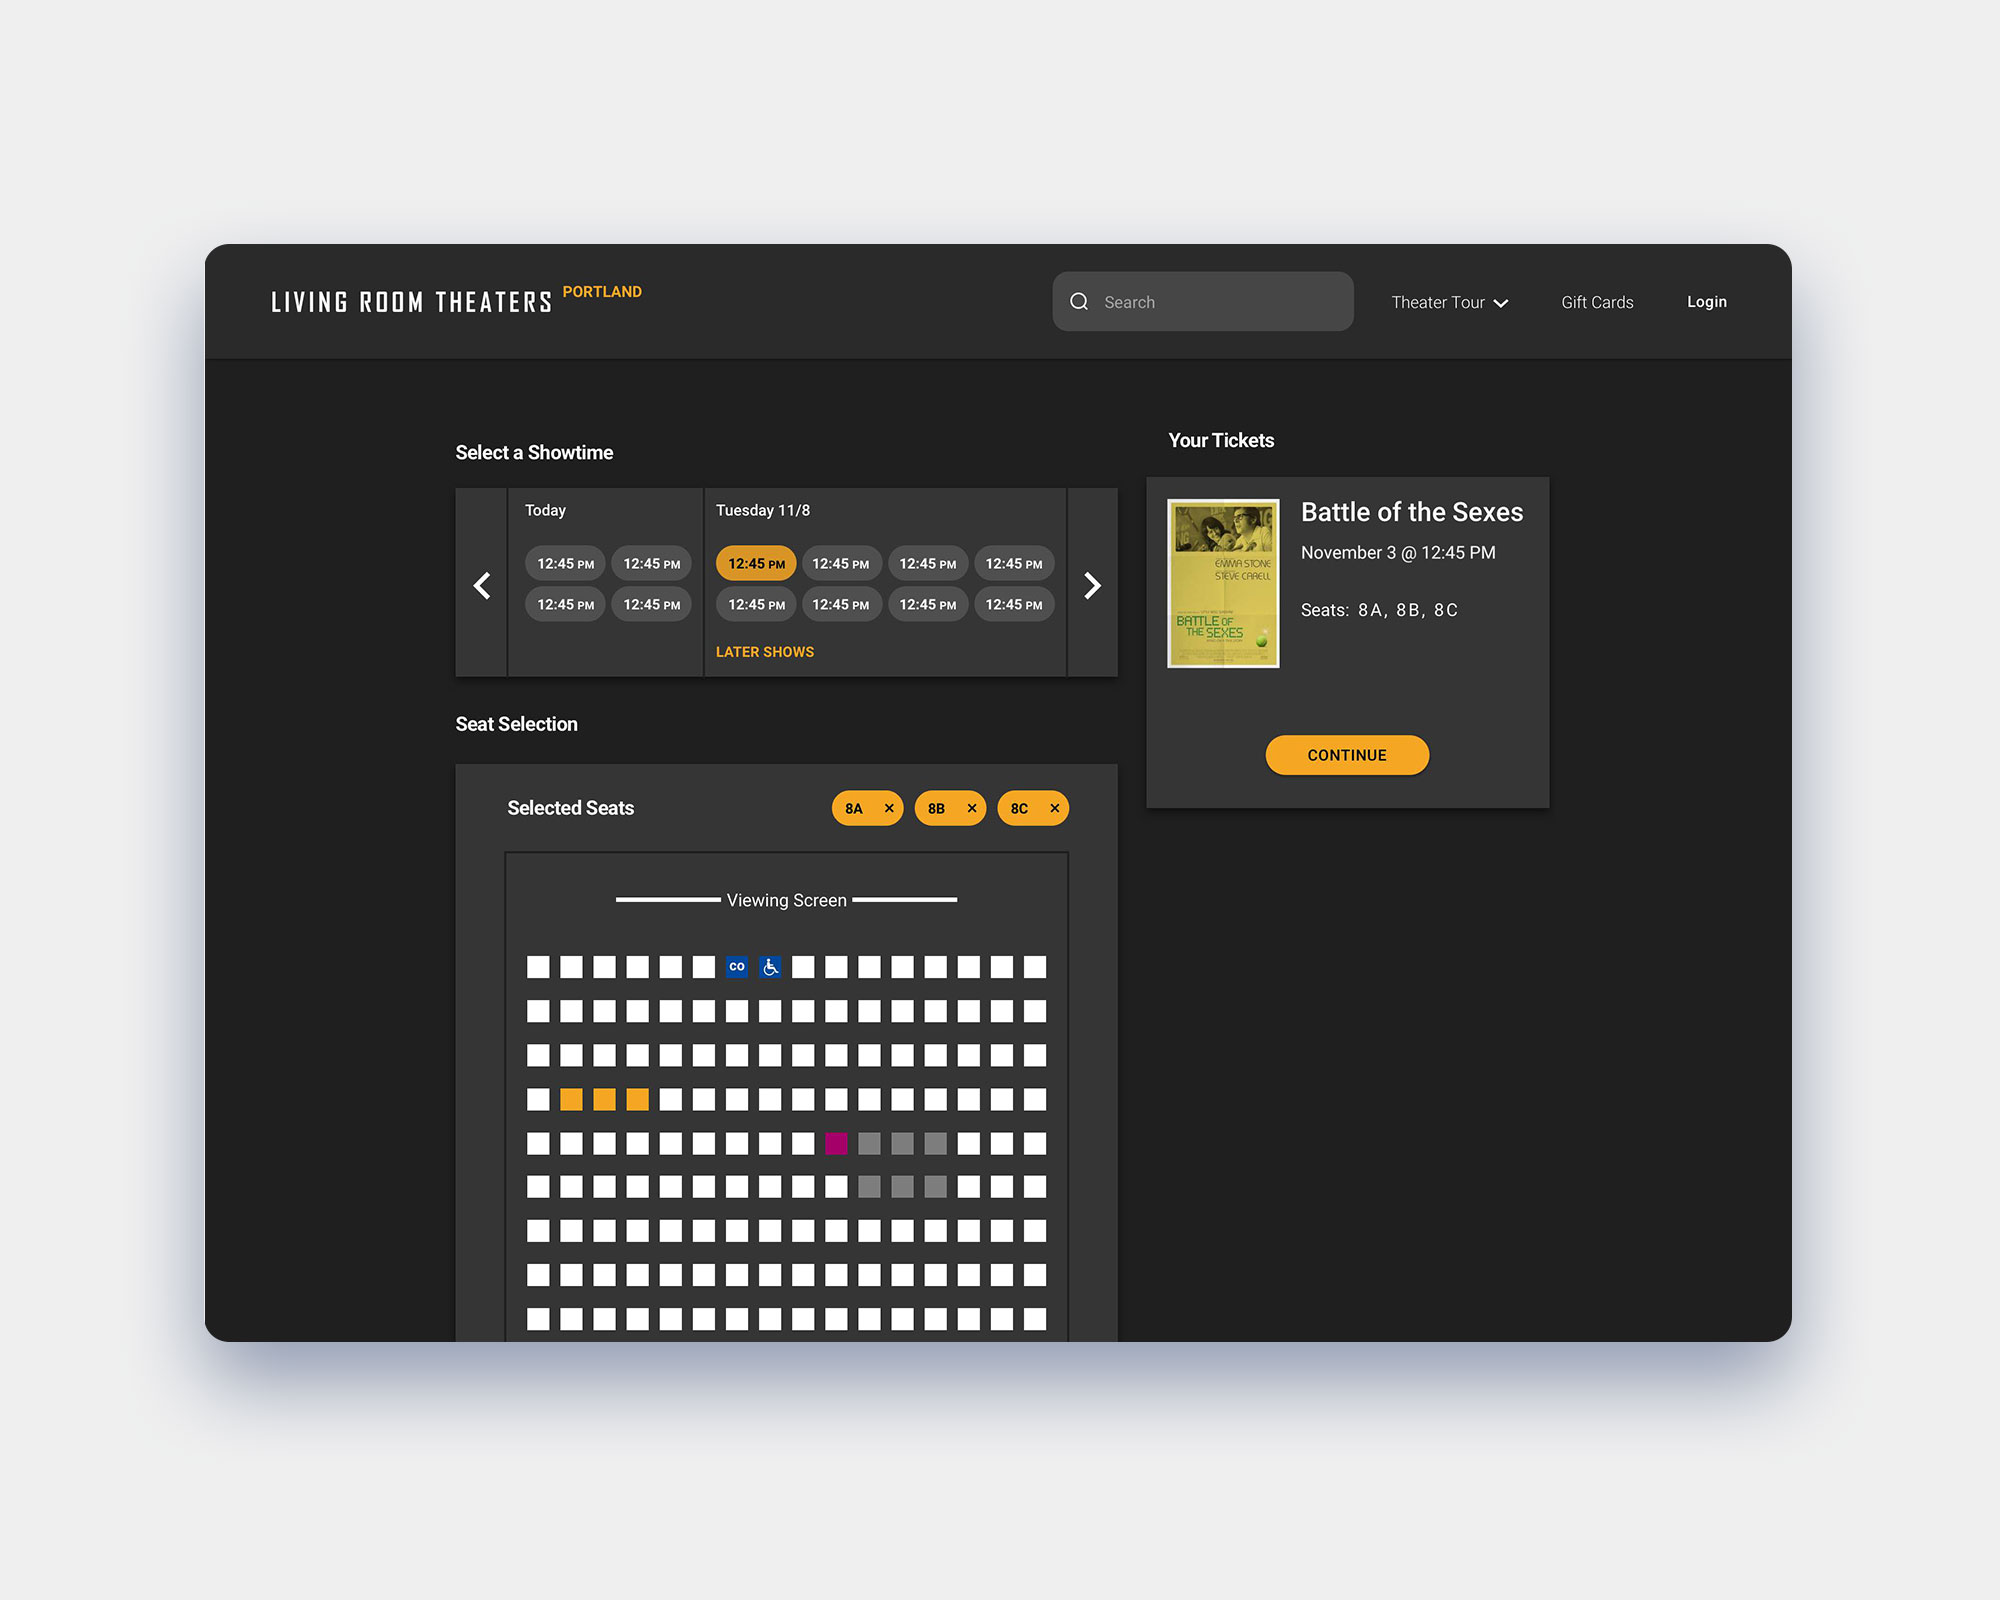 LIVING ROOM THEATERS PORTLAND
Search
Theater Tour
Gift Cards
Login
Select a Showtime
Today
12:45 PM 12:45 PM
12:45 PM 12:45 PM
Tuesday 11/8
12:45 PM 12:45 PM 12:45 PM 12:45 PM
12:45 PM 12:45 PM 12:45 PM 12:45 PM
LATER SHOWS
Seat Selection
Selected Seats
8A × 8B × 8C ×
Viewing Screen
CO
Your Tickets
EMMA STONE
STEVE CARELL
BATTLE OF
THE SEXES
Battle of the Sexes
November 3 @ 12:45 PM
Seats: 8A, 8B, 8C
CONTINUE